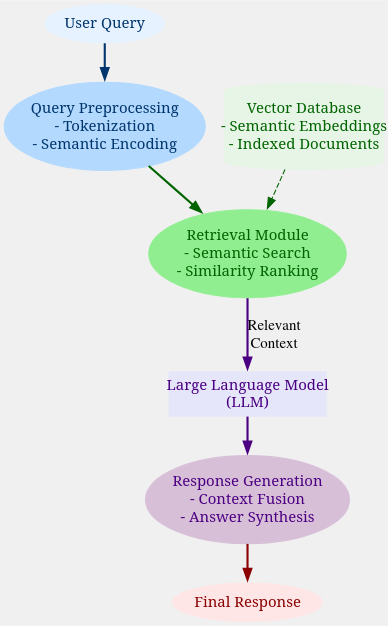 User Query
Query Preprocessing
- Tokenization
- Semantic Encoding
Vector Database
- Semantic Embeddings
- Indexed Documents
Retrieval Module
- Semantic Search
- Similarity Ranking
Relevant
Context
Large Language Model
(LLM)
Response Generation
- Context Fusion
- Answer Synthesis
Final Response